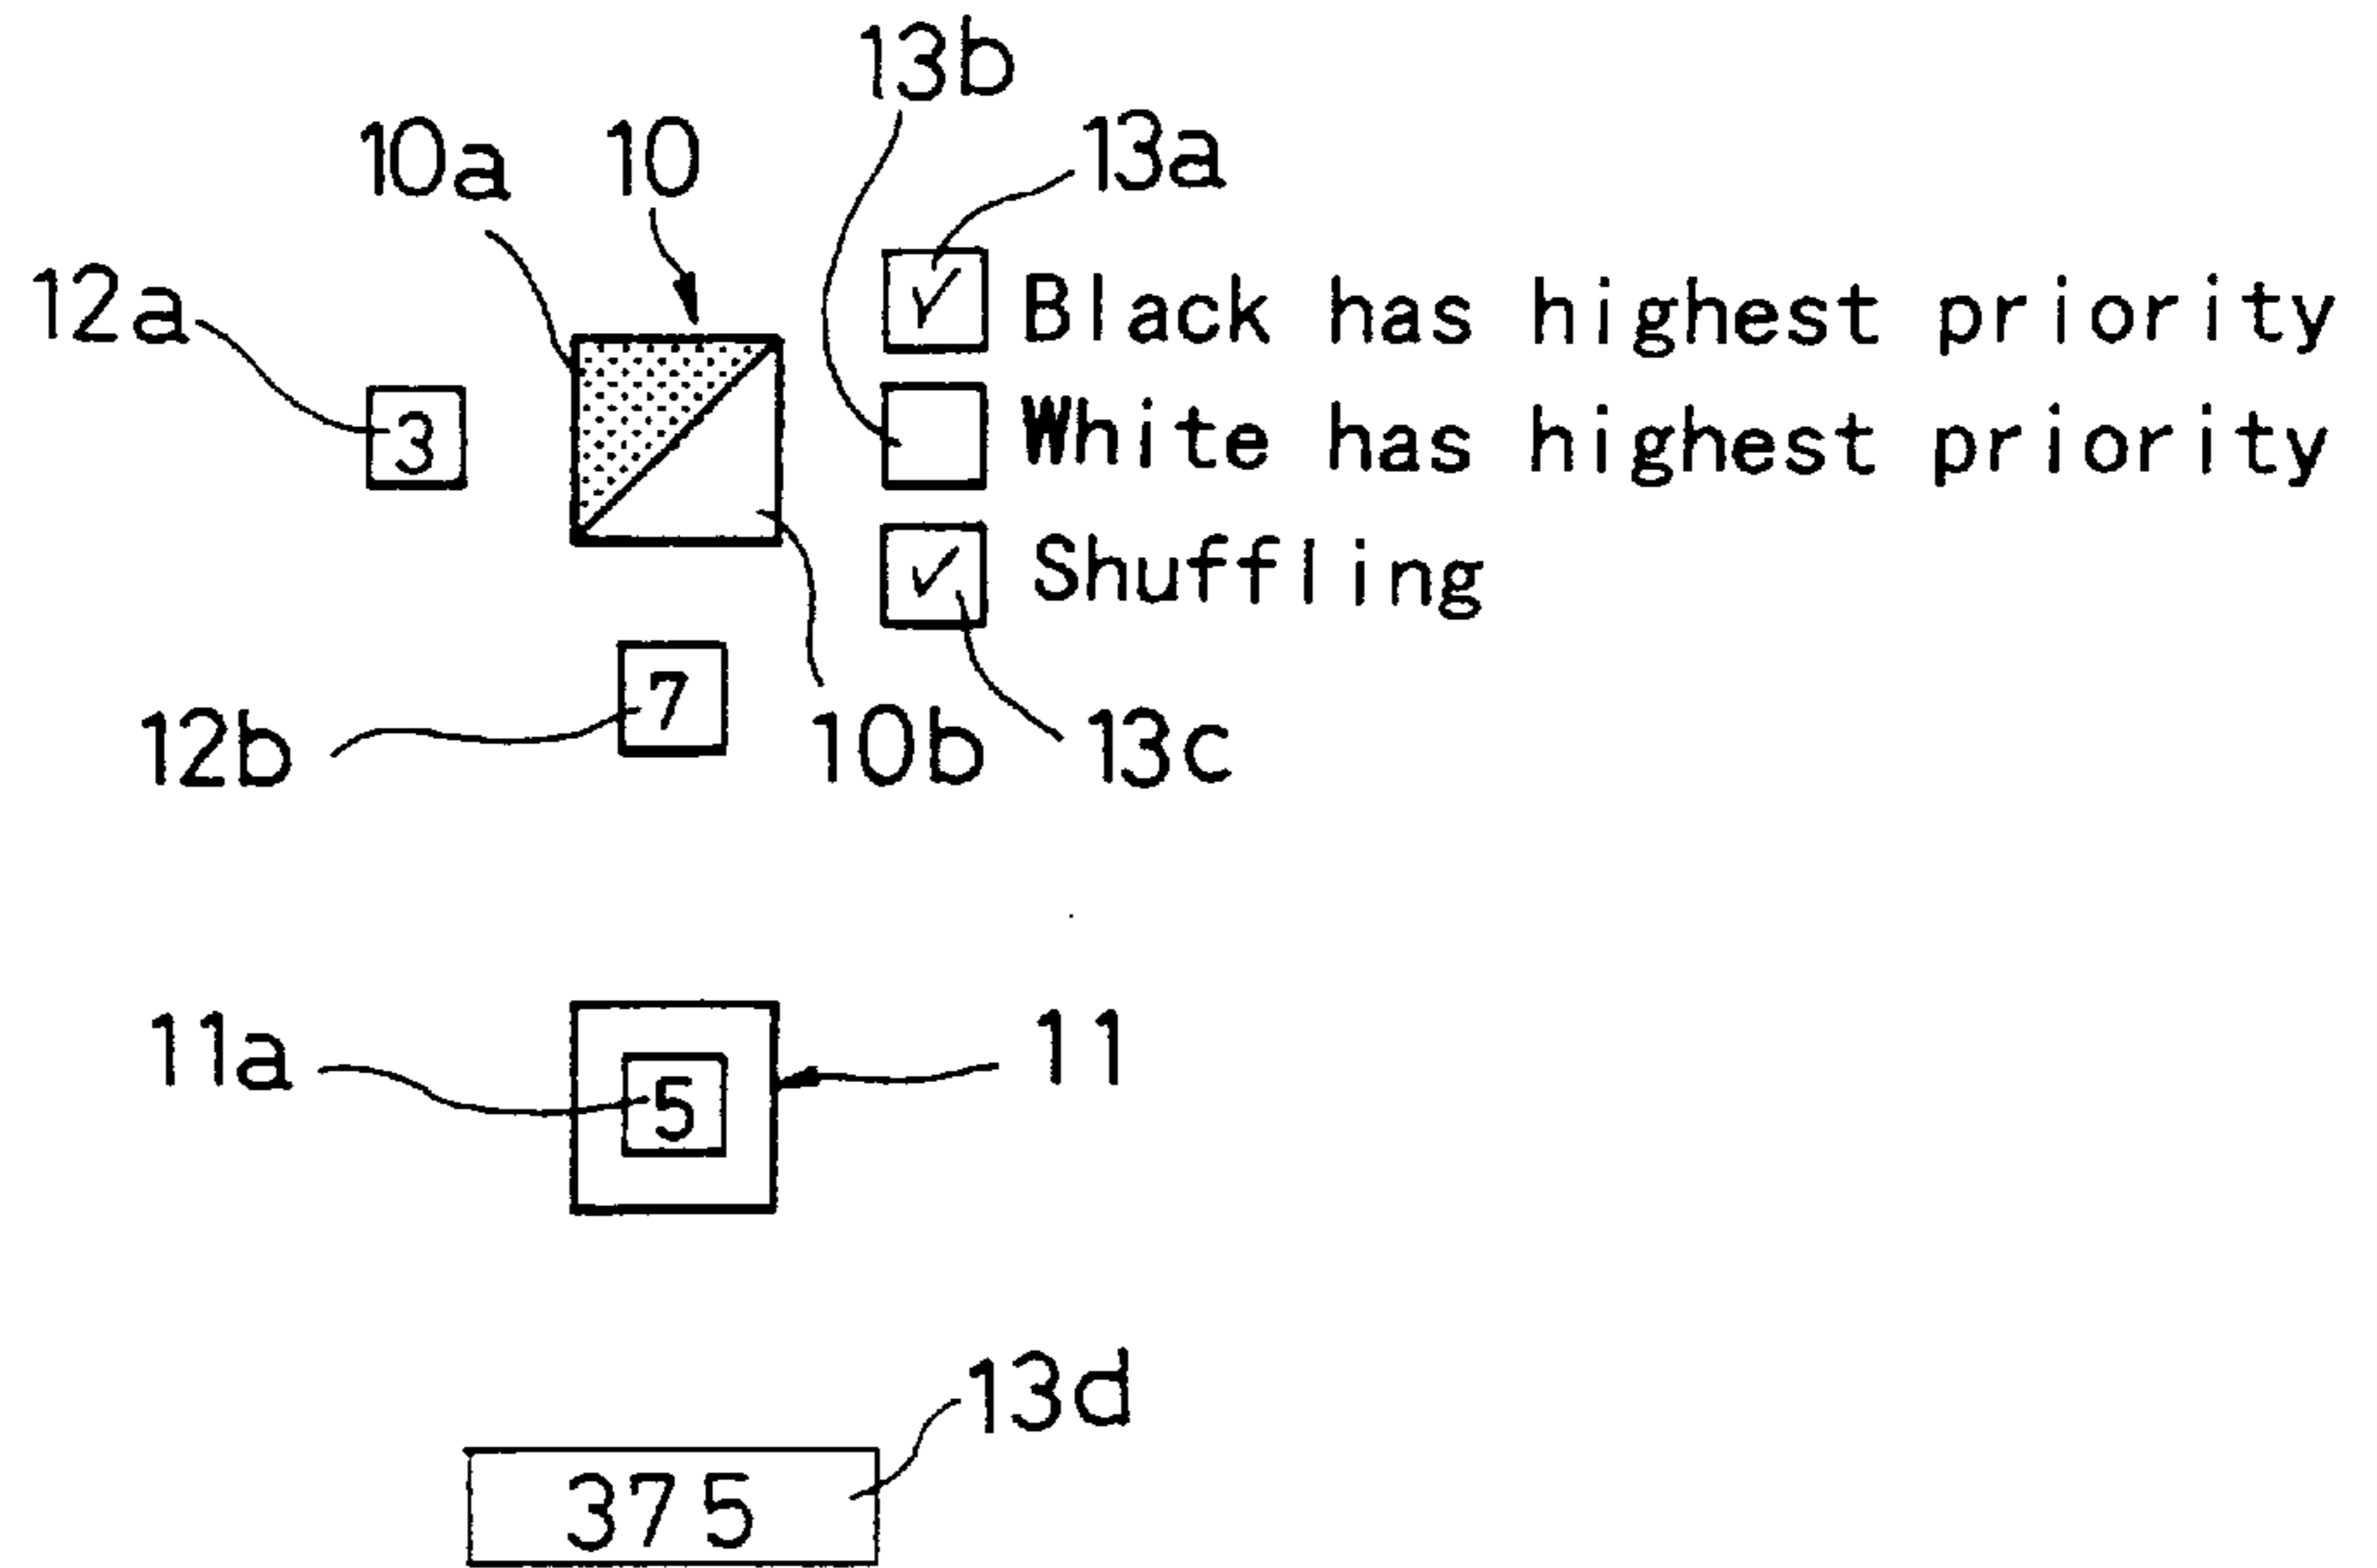 13b
10a 10 13a
12a
Black has highest priority
3
White has highest priority
Shuffling
7
12b 10b 13c
11a 11
5
13d
375